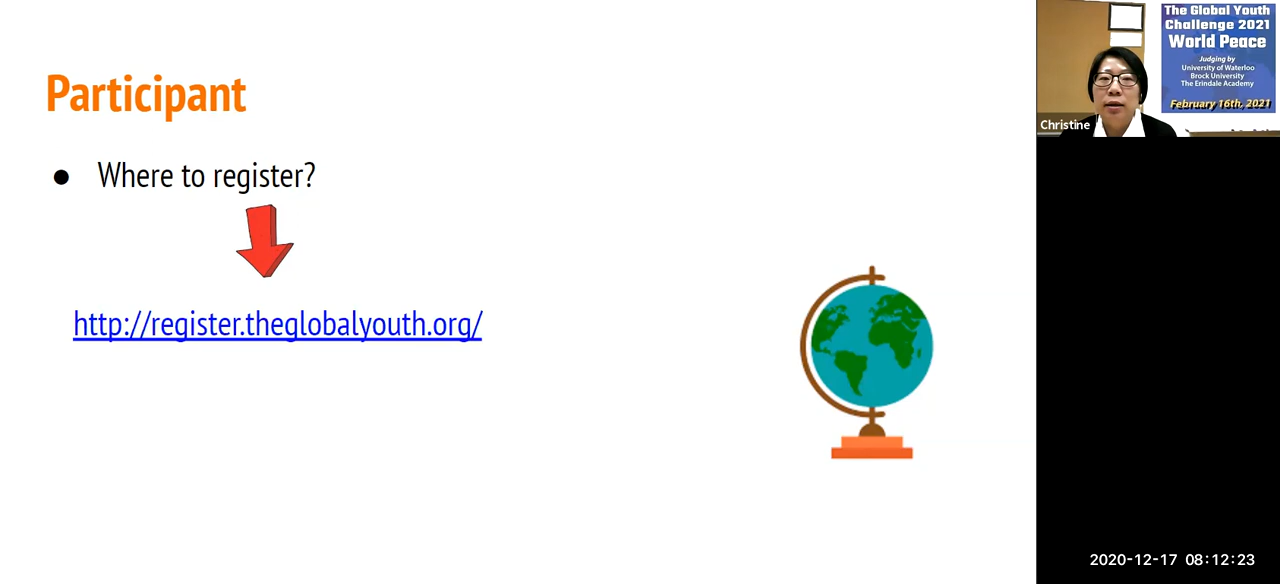 Participant
● Where to register?
http://register.theglobalyouth.org/
The Global Youth
Challenge 2021
World Peace
Judging by
University of Waterloo
Brock University
The Erindale Academy
February 16th, 2021
Christine
2020-12-17 08:12:23